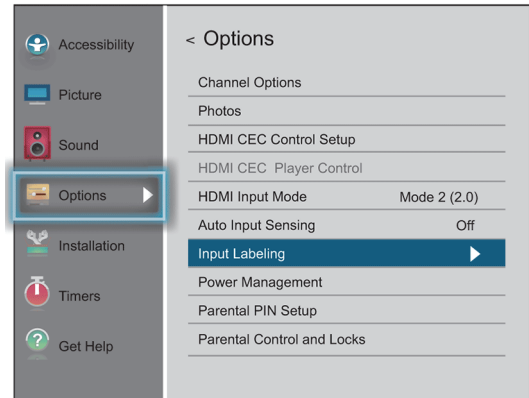 Accessibility
Picture
Sound
Options
Installation
Timers
Get Help
< Options
Channel Options
Photos
HDMI CEC Control Setup
HDMI CEC Player Control
HDMI Input Mode Mode 2 (2.0)
Auto Input Sensing Off
Input Labeling
Power Management
Parental PIN Setup
Parental Control and Locks